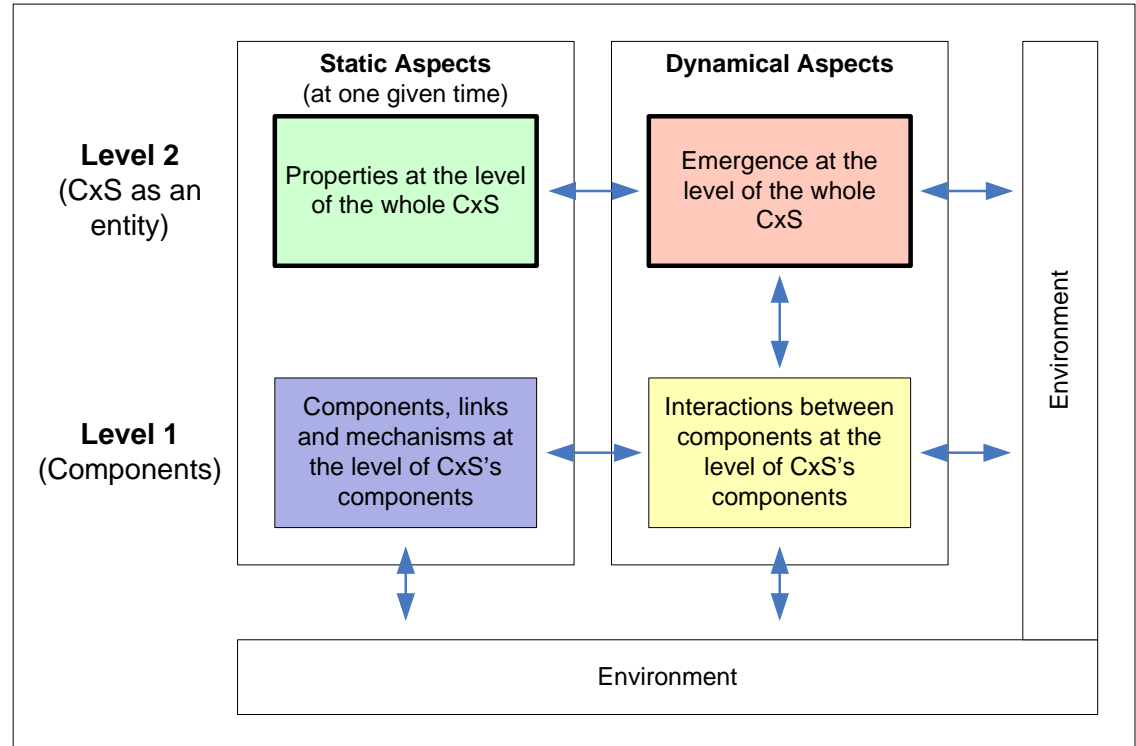 Static Aspects
(at one given time)
Dynamical Aspects
Level 2
(CxS as an
entity)
Properties at the level
of the whole CxS
Emergence at the
level of the whole
CxS
Environment
Level 1
(Components)
Components, links
and mechanisms at
the level of CxS’s
components
Interactions between
components at the
level of CxS’s
components
Environment